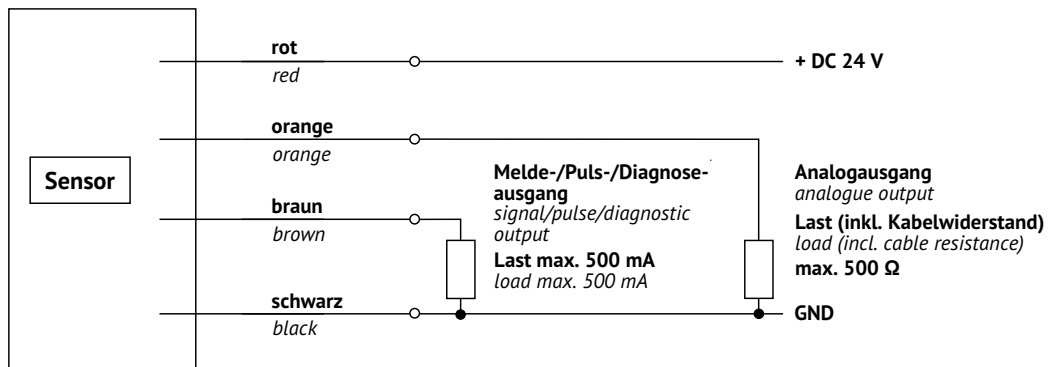 rot
red
+ DC 24 V
orange
orange
Sensor
Melde-/Puls-/Diagnose-
ausgang
signal/pulse/diagnostic
output
Last max. 500 mA
load max. 500 mA
Analogausgang
analogue output
Last (inkl. Kabelwiderstand)
load (incl. cable resistance)
max. 500 Ω
braun
brown
schwarz
black
GND